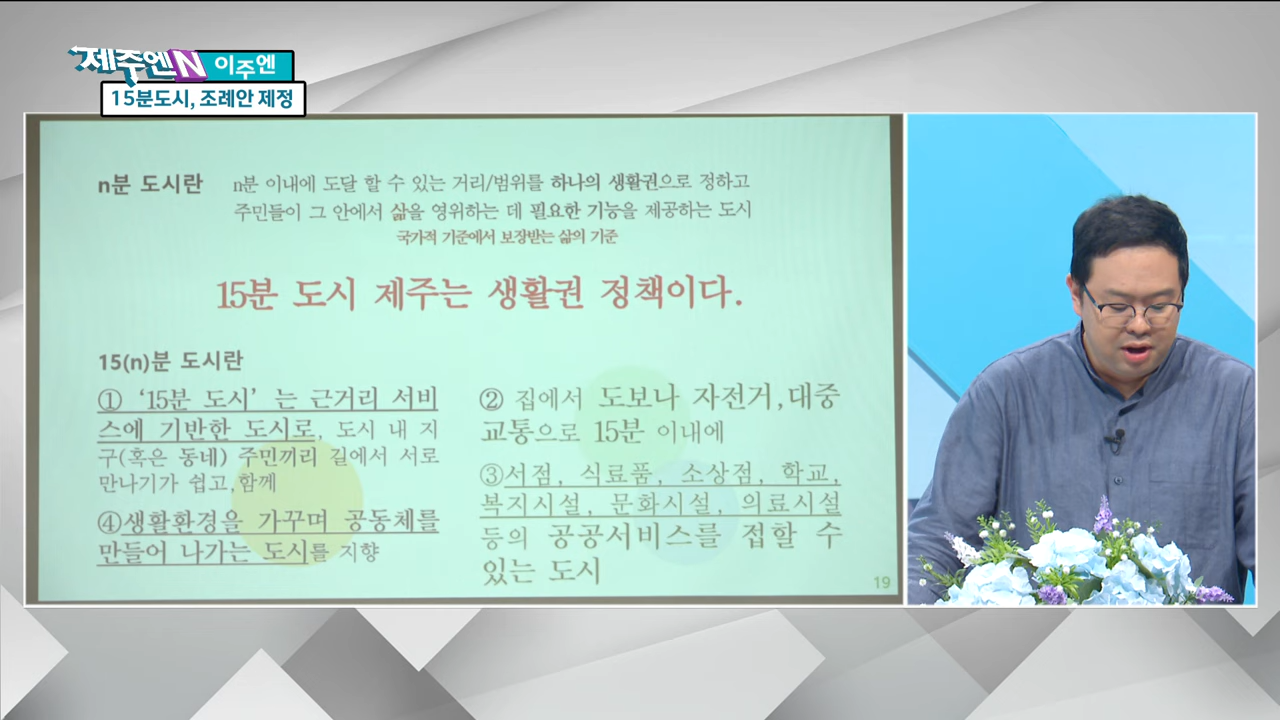 제주엔N 이주엔
15분도시, 조례안 제정
n분 도시란
n분 이내에 도달 할 수 있는 거리/범위를 하나의 생활권으로 정하고
주민들이 그 안에서 삶을 영위하는 데 필요한 기능을 제공하는 도시
국가적 기준에서 보장받는 삶의 기준
15분 도시 제주는 생활권 정책이다.
15(n)분 도시란
① ‘15분 도시’ 는 근거리 서비
스에 기반한 도시로, 도시 내 지
구(혹은 동네) 주민끼리 길에서 서로
만나기가 쉽고,함께
④생활환경을 가꾸며 공동체를
만들어 나가는 도시를 지향
② 집에서 도보나 자전거,대중
교통으로 15분 이내에
③서점, 식료품, 소상점, 학교,
복지시설, 문화시설, 의료시설
등의 공공서비스를 접할 수
있는 도시
19